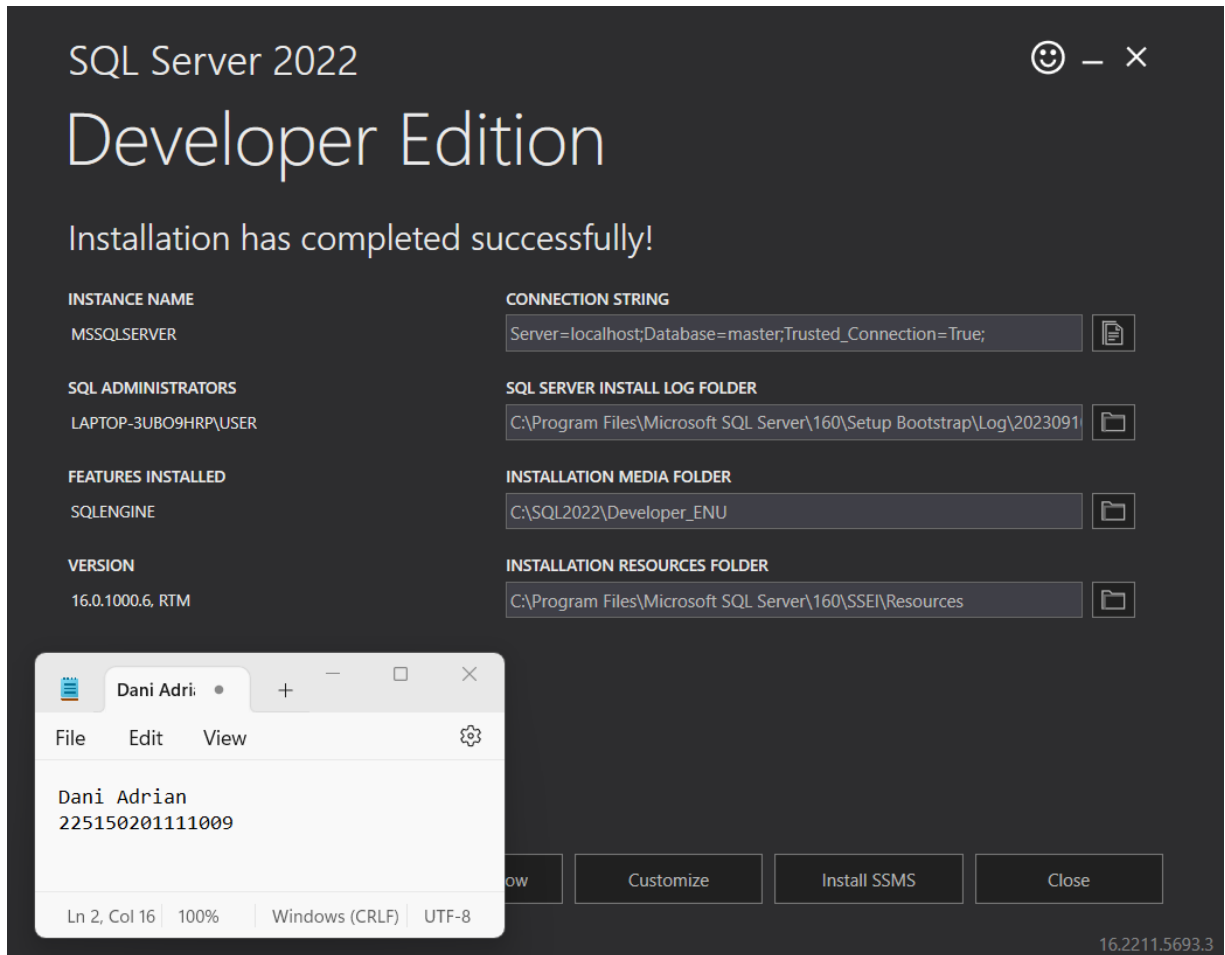 SQL Server 2022
Developer Edition
Installation has completed successfully!
INSTANCE NAME
MSSQLSERVER
CONNECTION STRING
Server=localhost;Database=master;Trusted_Connection=True;
SQL ADMINISTRATORS
LAPTOP-3UBO9HRP\USER
SQL SERVER INSTALL LOG FOLDER
C:\Program Files\Microsoft SQL Server\160\Setup Bootstrap\Log\2023091
FEATURES INSTALLED
SQLENGINE
INSTALLATION MEDIA FOLDER
C:\SQL2022\Developer_ENU
VERSION
16.0.1000.6, RTM
INSTALLATION RESOURCES FOLDER
C:\Program Files\Microsoft SQL Server\160\SSEI\Resources
Dani Adri
File Edit View
Dani Adrian
225150201111009
Ln 2, Col 16 100% Windows (CRLF) UTF-8
ow
Customize
Install SSMS
Close
16.2211.5693.3